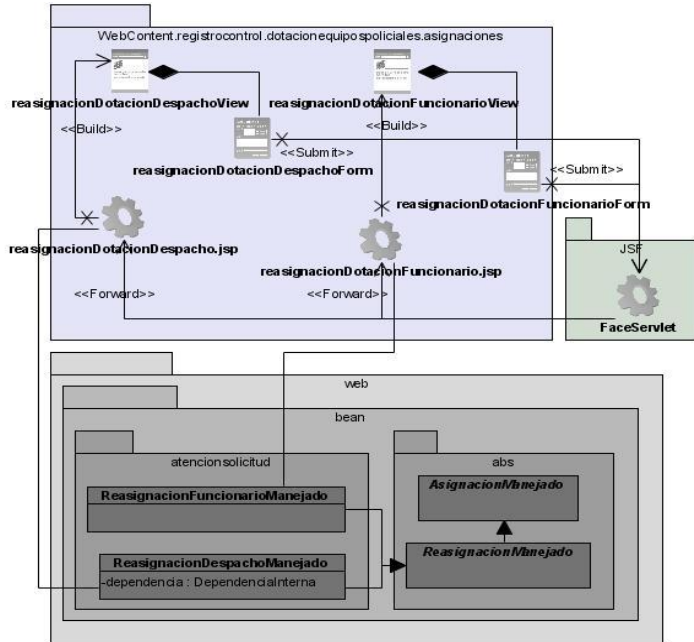 WebContent.registrocontrol.dotacionequipospoliciales.asignaciones
reasignacionDotacionDespachoView
reasignacionDotacionFuncionarioView
<<Build>>
<<Build>>
<<Submit>>
reasignacionDotacionDespachoForm
<<Submit>>
reasignacionDotacionFuncionarioForm
reasignacionDotacionDespacho.jsp
reasignacionDotacionFuncionario.jsp
JSF
<<Forward>>
<<Forward>>
FaceServlet
web
bean
atencionsolicitud
abs
ReasignacionFuncionarioManejado
AsignacionManejado
ReasignacionDespachoManejado
-dependencia : DependenciaInterna
ReasignacionManejado